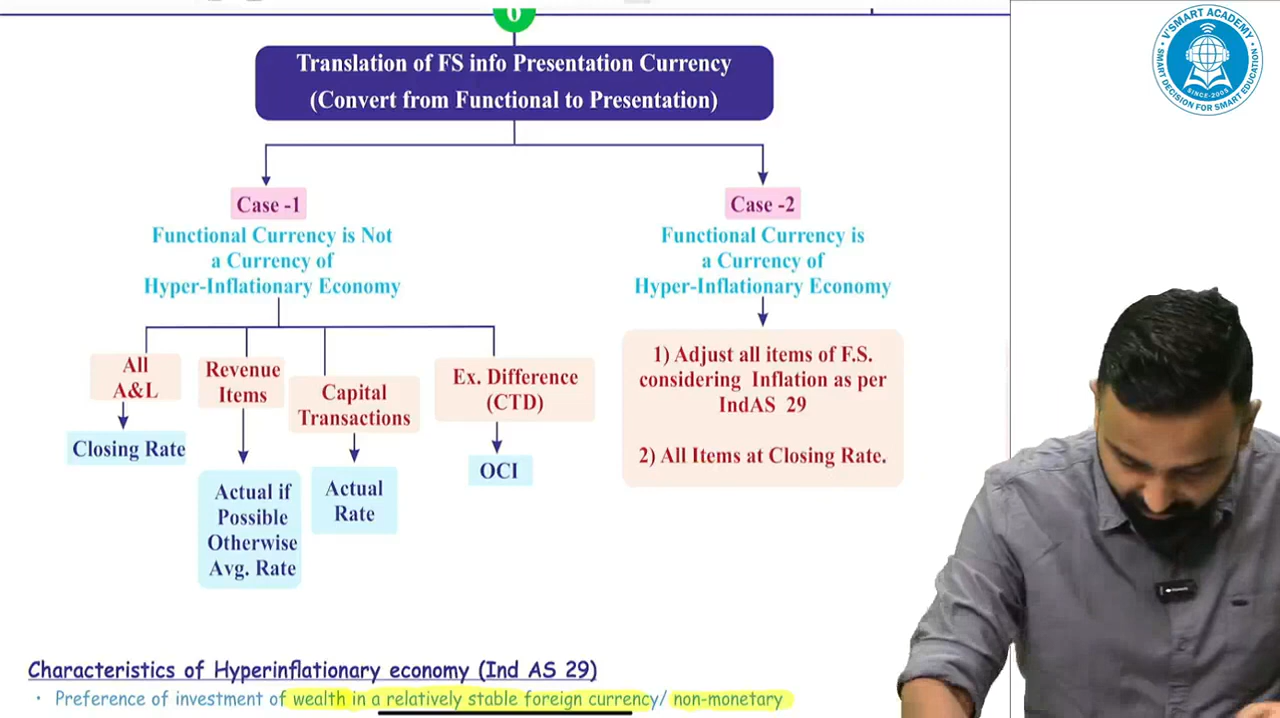 6
Translation of FS info Presentation Currency
(Convert from Functional to Presentation)
Case -1
Functional Currency is Not
a Currency of
Hyper-Inflationary Economy
Case -2
Functional Currency is
a Currency of
Hyper-Inflationary Economy
All
A&L
Closing Rate
Revenue
Items
Actual if
Possible
Otherwise
Avg. Rate
Capital
Transactions
Actual
Rate
Ex. Difference
(CTD)
OCI
1) Adjust all items of F.S.
considering Inflation as per
IndAS 29
2) All Items at Closing Rate.
Characteristics of Hyperinflationary economy (Ind AS 29)
• Preference of investment of wealth in a relatively stable foreign currency/ non-monetary
V'SMART ACADEMY
SINCE-2005
SMART DECISION FOR SMART EDUCATION